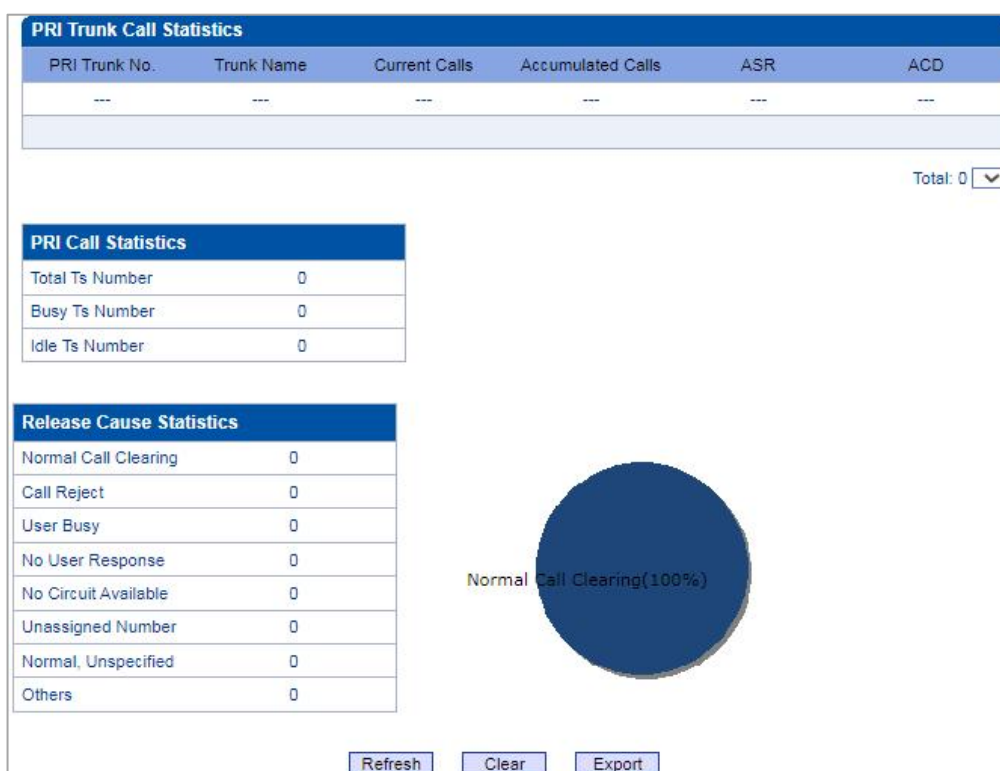 PRI Trunk Call Statistics
PRI Trunk No. Trunk Name Current Calls Accumulated Calls ASR ACD
--- --- --- --- --- ---
Total: 0
PRI Call Statistics
Total Ts Number 0
Busy Ts Number 0
Idle Ts Number 0
Release Cause Statistics
Normal Call Clearing 0
Call Reject 0
User Busy 0
No User Response 0
No Circuit Available 0
Unassigned Number 0
Normal, Unspecified 0
Others 0
Normal Call Clearing(100%)
Refresh Clear Export